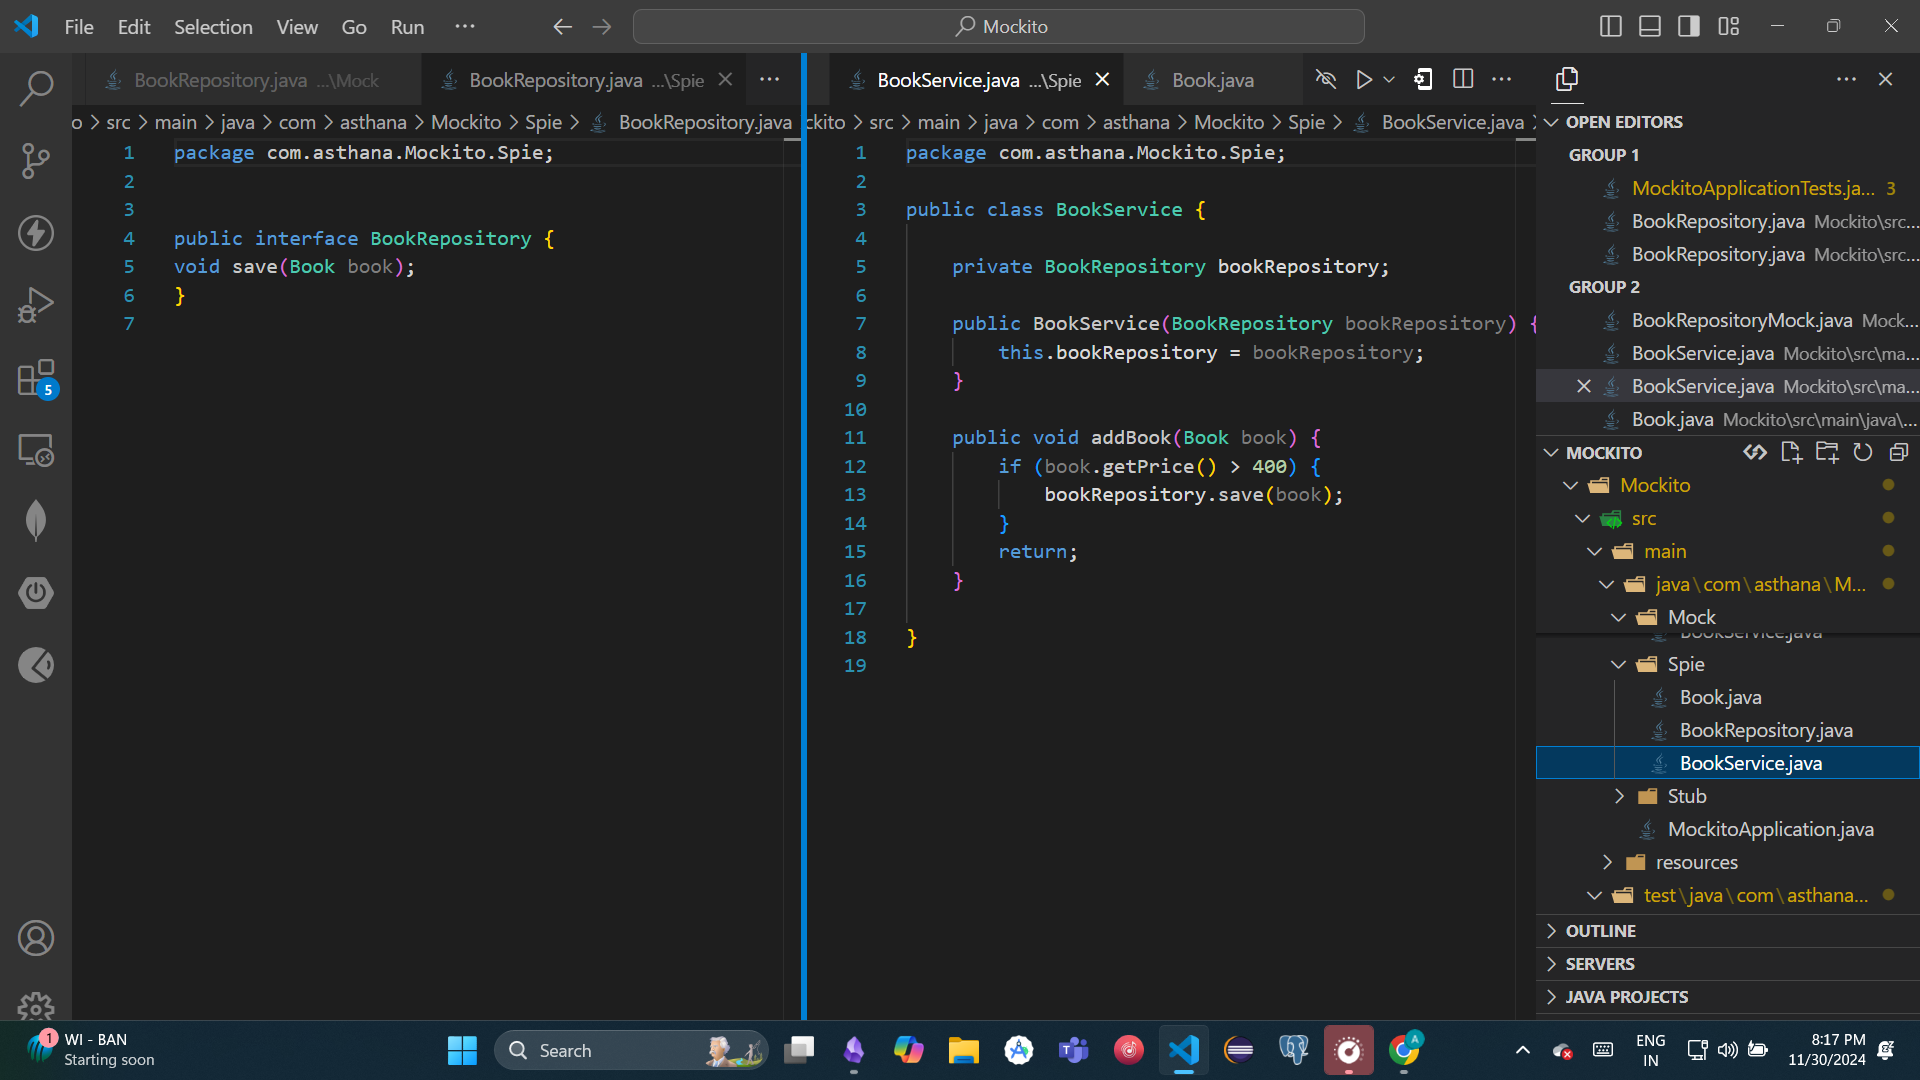 File Edit Selection View Go Run ··· Mockito
BookRepository.java ...\Mock BookRepository.java ...\Spie ··· BookService.java ...\Spie Book.java ···
o > src > main > java > com > asthana > Mockito > Spie > BookRepository.java
1 package com.asthana.Mockito.Spie;
2
3
4 public interface BookRepository {
5 void save(Book book);
6 }
7
ckito > src > main > java > com > asthana > Mockito > Spie > BookService.java >
1 package com.asthana.Mockito.Spie;
2
3 public class BookService {
4
5 private BookRepository bookRepository;
6
7 public BookService(BookRepository bookRepository) {
8 this.bookRepository = bookRepository;
9 }
10
11 public void addBook(Book book) {
12 if (book.getPrice() > 400) {
13 bookRepository.save(book);
14 }
15 return;
16 }
17
18 }
19
OPEN EDITORS
GROUP 1
MockitoApplicationTests.ja... 3
BookRepository.java Mockito\src...
BookRepository.java Mockito\src...
GROUP 2
BookRepositoryMock.java Mock...
BookService.java Mockito\src\ma...
BookService.java Mockito\src\ma...
Book.java Mockito\src\main\java\...
MOCKITO
Mockito
src
main
java\com\asthana\M...
Mock
BookService.java
Spie
Book.java
BookRepository.java
BookService.java
Stub
MockitoApplication.java
resources
test\java\com\asthana...
OUTLINE
SERVERS
JAVA PROJECTS
5
1
WI - BAN
Starting soon
Search
A
ENG
IN
8:17 PM
11/30/2024